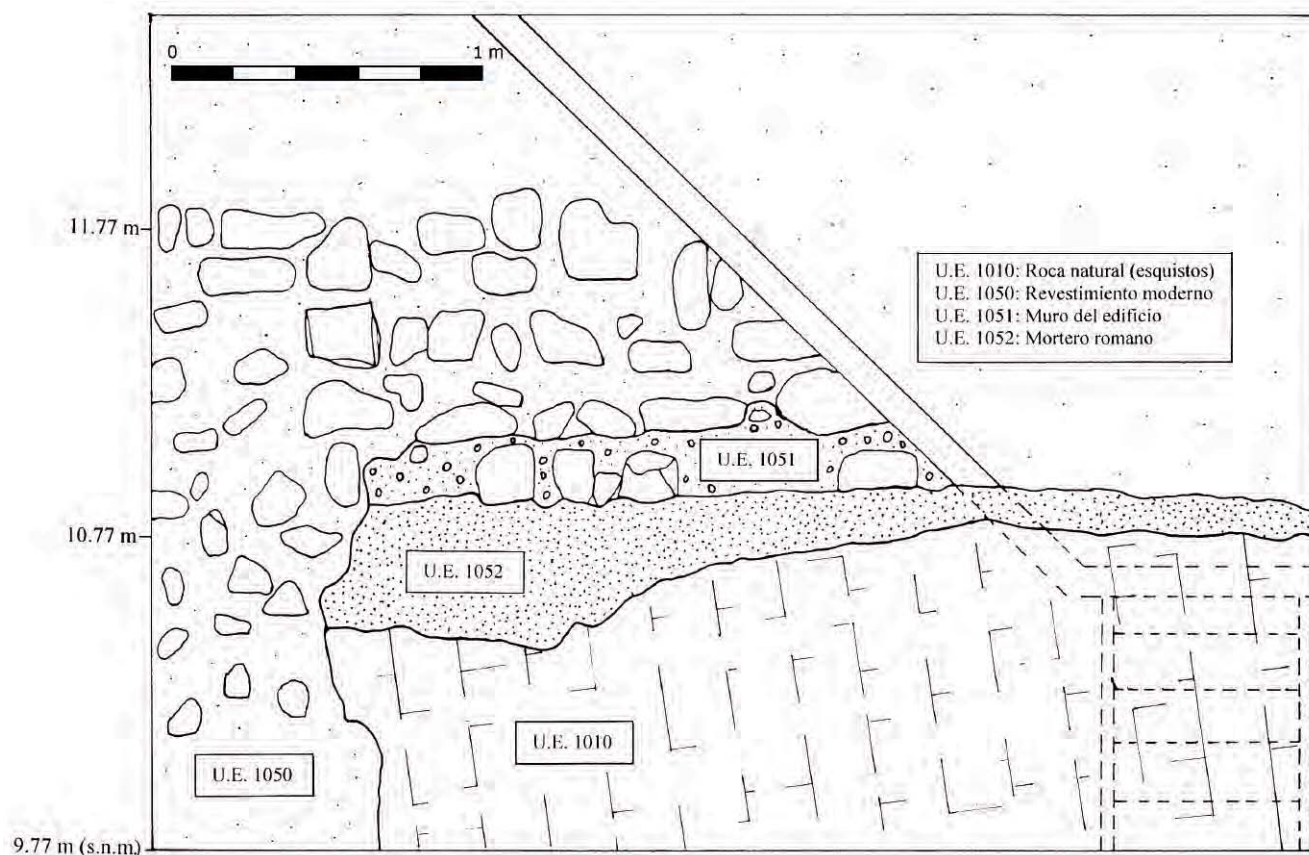 0 1 m
11.77 m
U.E. 1010: Roca natural (esquistos)
U.E. 1050: Revestimiento moderno
U.E. 1051: Muro del edificio
U.E. 1052: Mortero romano
U.E. 1051
10.77 m
U.E. 1052
U.E. 1010
U.E. 1050
9.77 m (s.n.m.)